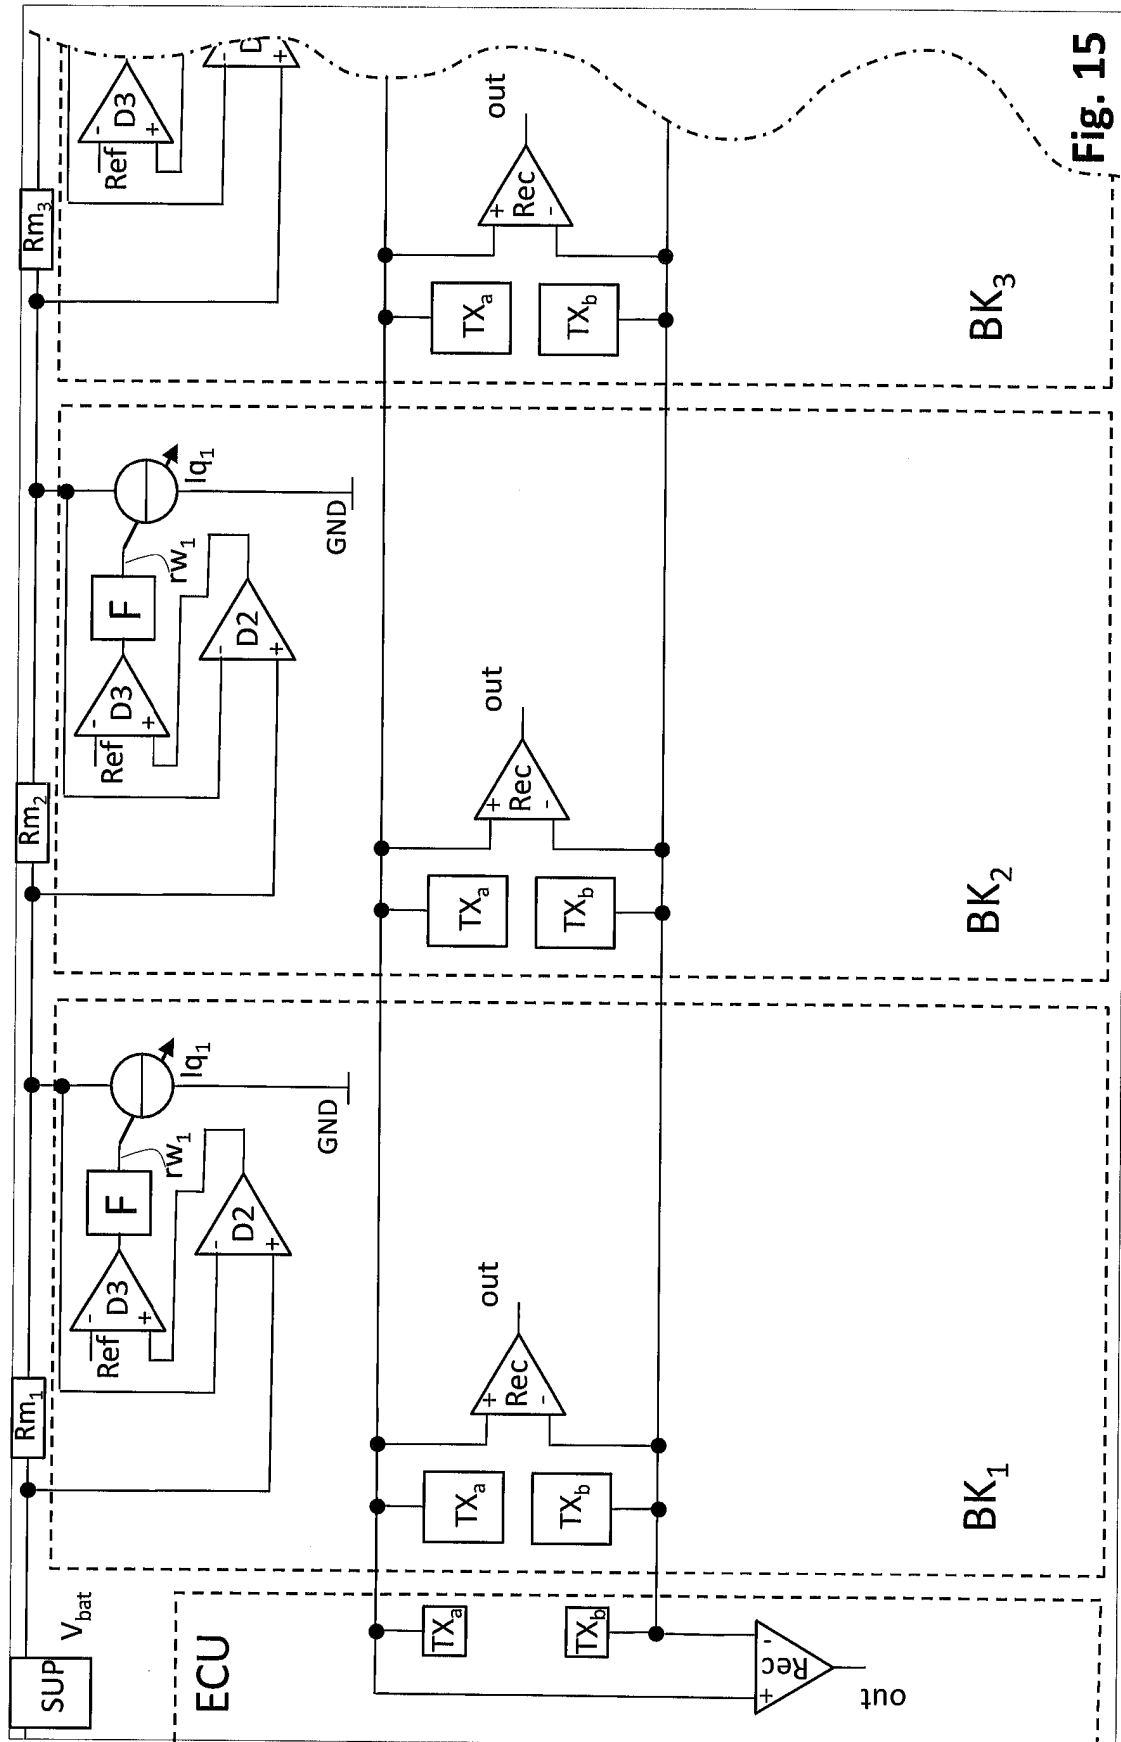 SUP
V_bat
ECU
TX_a
TX_b
+
-
Rec
out
Rm_1
Ref
-
+
D3
F
rw_1
Iq_1
-
+
D2
GND
TX_a
TX_b
+
-
Rec
out
BK_1
Rm_2
Ref
-
+
D3
F
rw_1
Iq_1
-
+
D2
GND
TX_a
TX_b
+
-
Rec
out
BK_2
Rm_3
Ref
-
+
D3
-
+
D
TX_a
TX_b
+
-
Rec
out
BK_3
Fig. 15